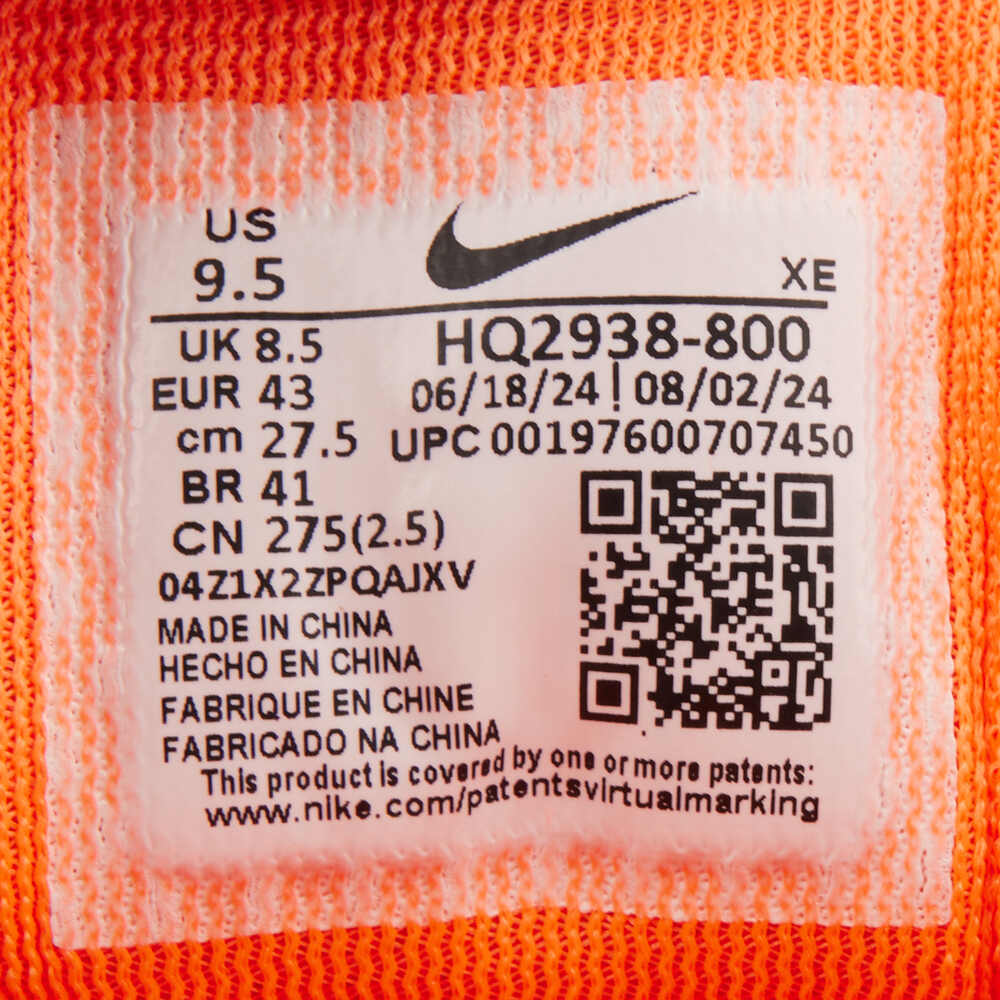 US
9.5
XE
UK 8.5
HQ2938-800
EUR 43
06/18/24 | 08/02/24
cm 27.5
UPC 00197600707450
BR 41
CN 275(2.5)
04Z1X2ZPQAJXV
MADE IN CHINA
HECHO EN CHINA
FABRIQUE EN CHINE
FABRICADO NA CHINA
This product is covered by one or more patents:
www.nike.com/patentsvirtualmarking